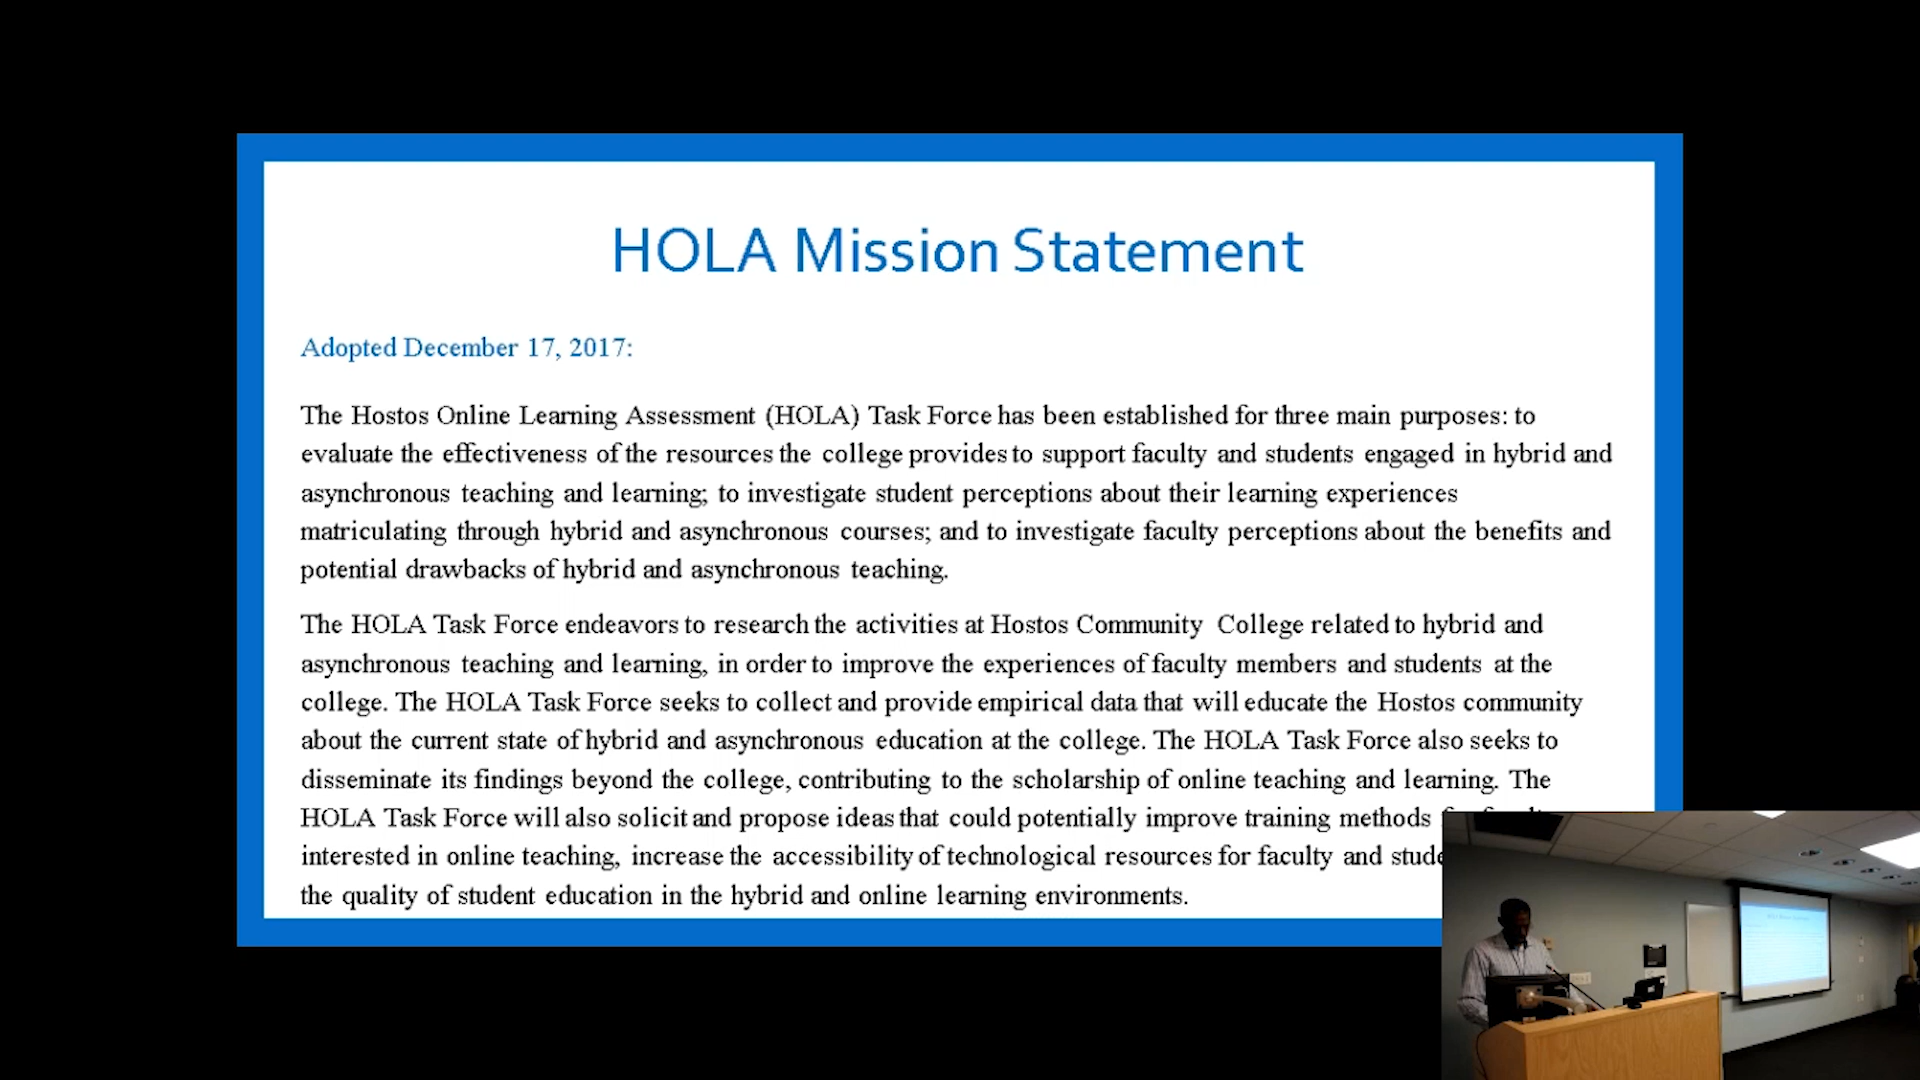 HOLA Mission Statement
Adopted December 17, 2017:
The Hostos Online Learning Assessment (HOLA) Task Force has been established for three main purposes: to
evaluate the effectiveness of the resources the college provides to support faculty and students engaged in hybrid and
asynchronous teaching and learning; to investigate student perceptions about their learning experiences
matriculating through hybrid and asynchronous courses; and to investigate faculty perceptions about the benefits and
potential drawbacks of hybrid and asynchronous teaching.
The HOLA Task Force endeavors to research the activities at Hostos Community College related to hybrid and
asynchronous teaching and learning, in order to improve the experiences of faculty members and students at the
college. The HOLA Task Force seeks to collect and provide empirical data that will educate the Hostos community
about the current state of hybrid and asynchronous education at the college. The HOLA Task Force also seeks to
disseminate its findings beyond the college, contributing to the scholarship of online teaching and learning. The
HOLA Task Force will also solicit and propose ideas that could potentially improve training methods
interested in online teaching, increase the accessibility of technological resources for faculty and stude
the quality of student education in the hybrid and online learning environments.